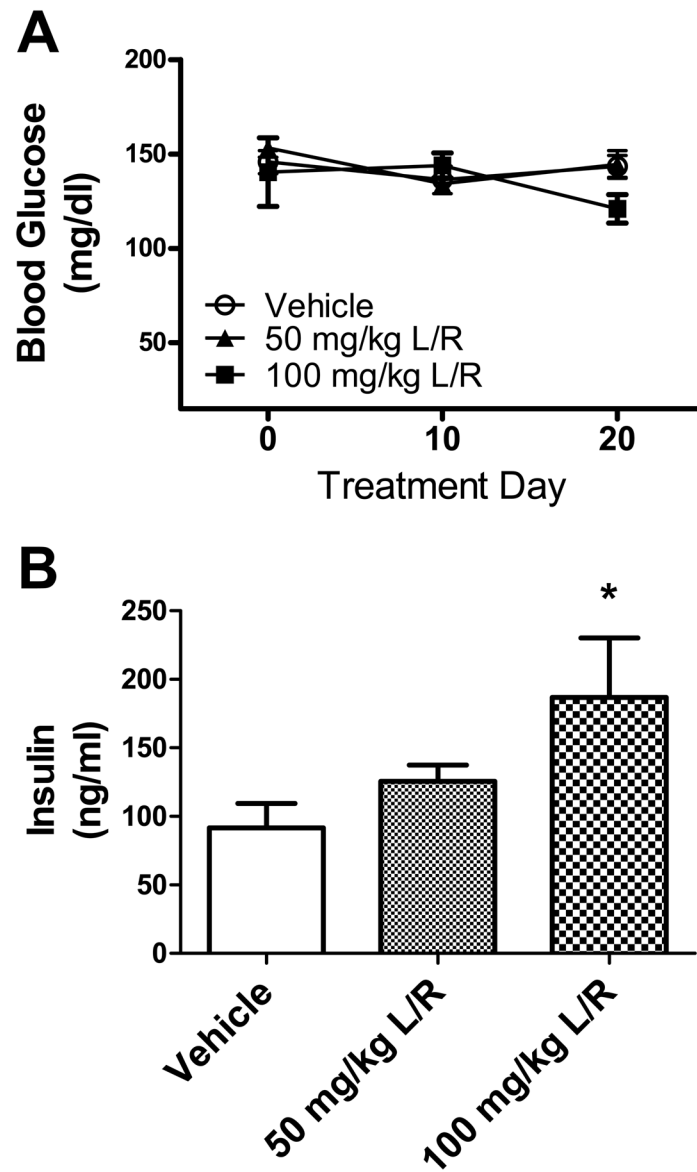 A
200
150
100
50
Blood Glucose
(mg/dl)
Vehicle
50 mg/kg L/R
100 mg/kg L/R
0 10 20
Treatment Day
B
*
250
200
150
100
50
0
Insulin
(ng/ml)
Vehicle
50 mg/kg L/R
100 mg/kg L/R